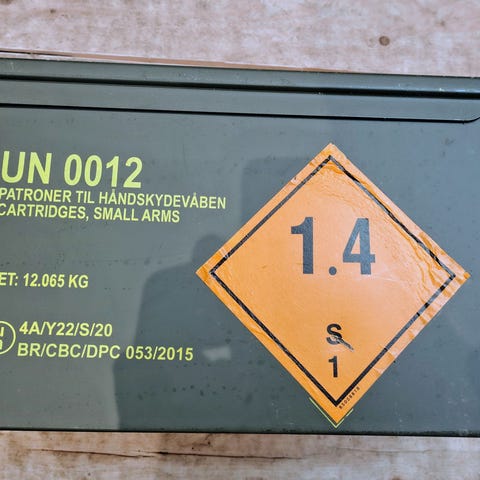 UN 0012
PATRONER TIL HÅNDSKYDEVÅBEN
CARTRIDGES, SMALL ARMS
ET: 12.065 KG
4A/Y22/S/20
BR/CBC/DPC 053/2015
1.4
S
1